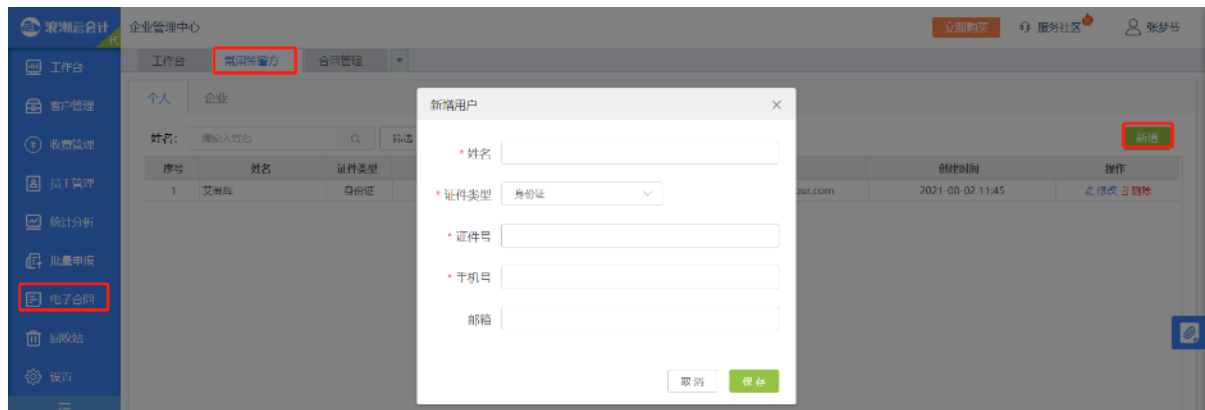 浪潮云会计
代
企业管理中心
立即购买
服务社区
张梦书
工作台
常用签署方
合同管理
工作台
客户管理
收费管理
员工管理
统计分析
批量申报
电子合同
回收站
设置
个人
企业
姓名:
请输入姓名
筛选
新增
序号
姓名
证件类型
创建时间
操作
1
身份证
our.com
2021-08-02 11:45
修改
删除
新增用户
* 姓名
* 证件类型
身份证
* 证件号
* 手机号
邮箱
取消
保存